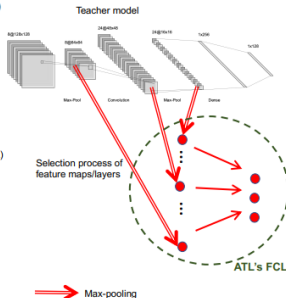 )
Teacher model
8@128x128
8@64x64
24@48x48
24@16x16
1x256
1x128
Max-Pool
Convolution
Max-Pool
Dense
)
Selection process of
feature maps/layers
...
...
ATL's FCL
Max-pooling